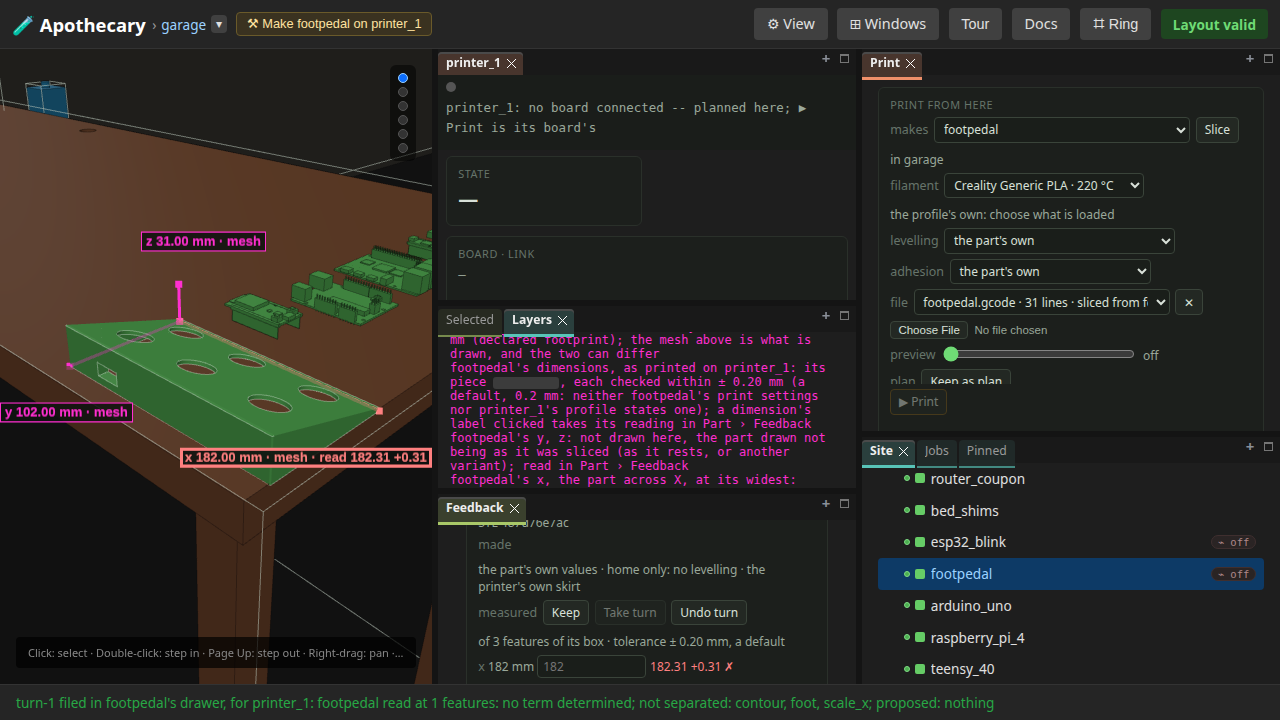 Apothecary › garage ▾ ⚒ Make footpedal on printer_1 ⚙ View ⊞ Windows Tour Docs Ring Layout valid
z 31.00 mm · mesh
y 102.00 mm · mesh
x 182.00 mm · mesh · read 182.31 +0.31
Click: select · Double-click: step in · Page Up: step out · Right-drag: pan ·...
printer_1
printer_1: no board connected -- planned here; ▶
Print is its board's
STATE
—
BOARD · LINK
—
Selected Layers
mm (declared footprint); the mesh above is what is
drawn, and the two can differ
footpedal's dimensions, as printed on printer_1: its
piece , each checked within ± 0.20 mm (a
default, 0.2 mm: neither footpedal's print settings
nor printer_1's profile states one); a dimension's
label clicked takes its reading in Part › Feedback
footpedal's y, z: not drawn here, the part drawn not
being as it was sliced (as it rests, or another
variant); read in Part › Feedback
footpedal's x, the part across X, at its widest:
Feedback
made
the part's own values · home only: no levelling · the
printer's own skirt
measured Keep Take turn Undo turn
of 3 features of its box · tolerance ± 0.20 mm, a default
x 182 mm 182 182.31 +0.31 ✗
Print
PRINT FROM HERE
makes footpedal Slice
in garage
filament Creality Generic PLA · 220 °C
the profile's own: choose what is loaded
levelling the part's own
adhesion the part's own
file footpedal.gcode · 31 lines · sliced from f
Choose File No file chosen
preview off
plan Keep as plan
▶ Print
Site Jobs Pinned
router_coupon
bed_shims
esp32_blink off
footpedal off
arduino_uno
raspberry_pi_4
teensy_40
turn-1 filed in footpedal's drawer, for printer_1: footpedal read at 1 features: no term determined; not separated: contour, foot, scale_x; proposed: nothing